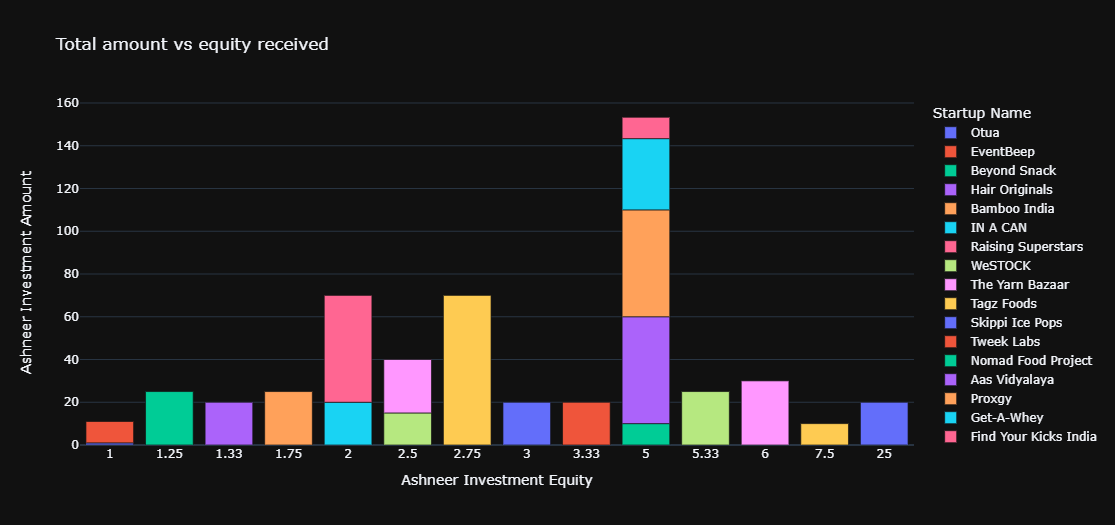 Total amount vs equity received
160
140
120
100
80
60
40
20
0
Ashneer Investment Amount
1
1.25
1.33
1.75
2
2.5
2.75
3
3.33
5
5.33
6
7.5
25
Ashneer Investment Equity
Startup Name
Otua
EventBeep
Beyond Snack
Hair Originals
Bamboo India
IN A CAN
Raising Superstars
WeSTOCK
The Yarn Bazaar
Tagz Foods
Skippi Ice Pops
Tweek Labs
Nomad Food Project
Aas Vidyalaya
Proxgy
Get-A-Whey
Find Your Kicks India